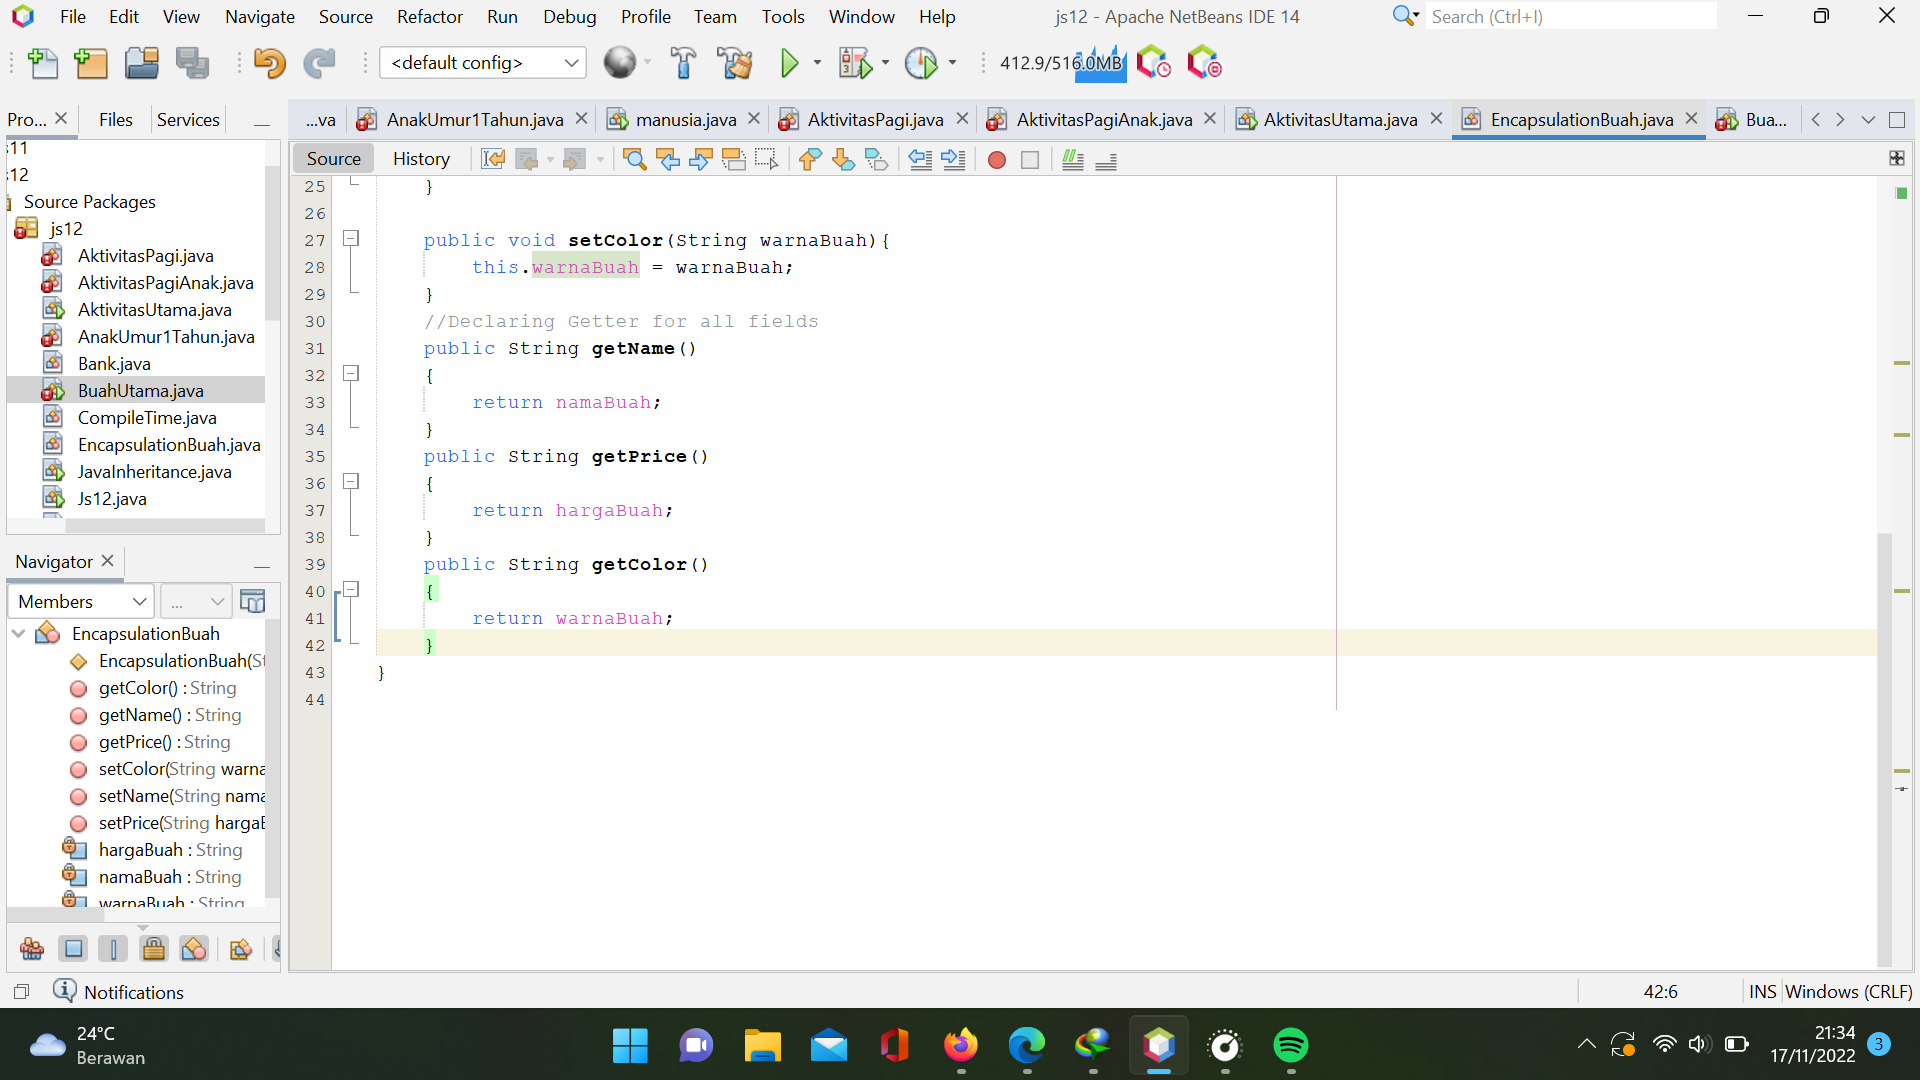 File Edit View Navigate Source Refactor Run Debug Profile Team Tools Window Help js12 - Apache NetBeans IDE 14 Search (Ctrl+I)
<default config> 412.9/516.0MB
Pro... Files Services
...va AnakUmur1Tahun.java manusia.java AktivitasPagi.java AktivitasPagiAnak.java AktivitasUtama.java EncapsulationBuah.java Bua...
Source History
:11
:12
Source Packages
js12
AktivitasPagi.java
AktivitasPagiAnak.java
AktivitasUtama.java
AnakUmur1Tahun.java
Bank.java
BuahUtama.java
CompileTime.java
EncapsulationBuah.java
JavaInheritance.java
Js12.java
25 }
26
27 public void setColor(String warnaBuah){
28 this.warnaBuah = warnaBuah;
29 }
30 //Declaring Getter for all fields
31 public String getName()
32 {
33 return namaBuah;
34 }
35 public String getPrice()
36 {
37 return hargaBuah;
38 }
39 public String getColor()
40 {
41 return warnaBuah;
42 }
43 }
44
Navigator
Members ...
EncapsulationBuah
EncapsulationBuah(St
getColor() : String
getName() : String
getPrice() : String
setColor(String warna
setName(String nama
setPrice(String hargaB
hargaBuah : String
namaBuah : String
warnaBuah : String
Notifications 42:6 INS Windows (CRLF)
24°C
Berawan
21:34
17/11/2022
3